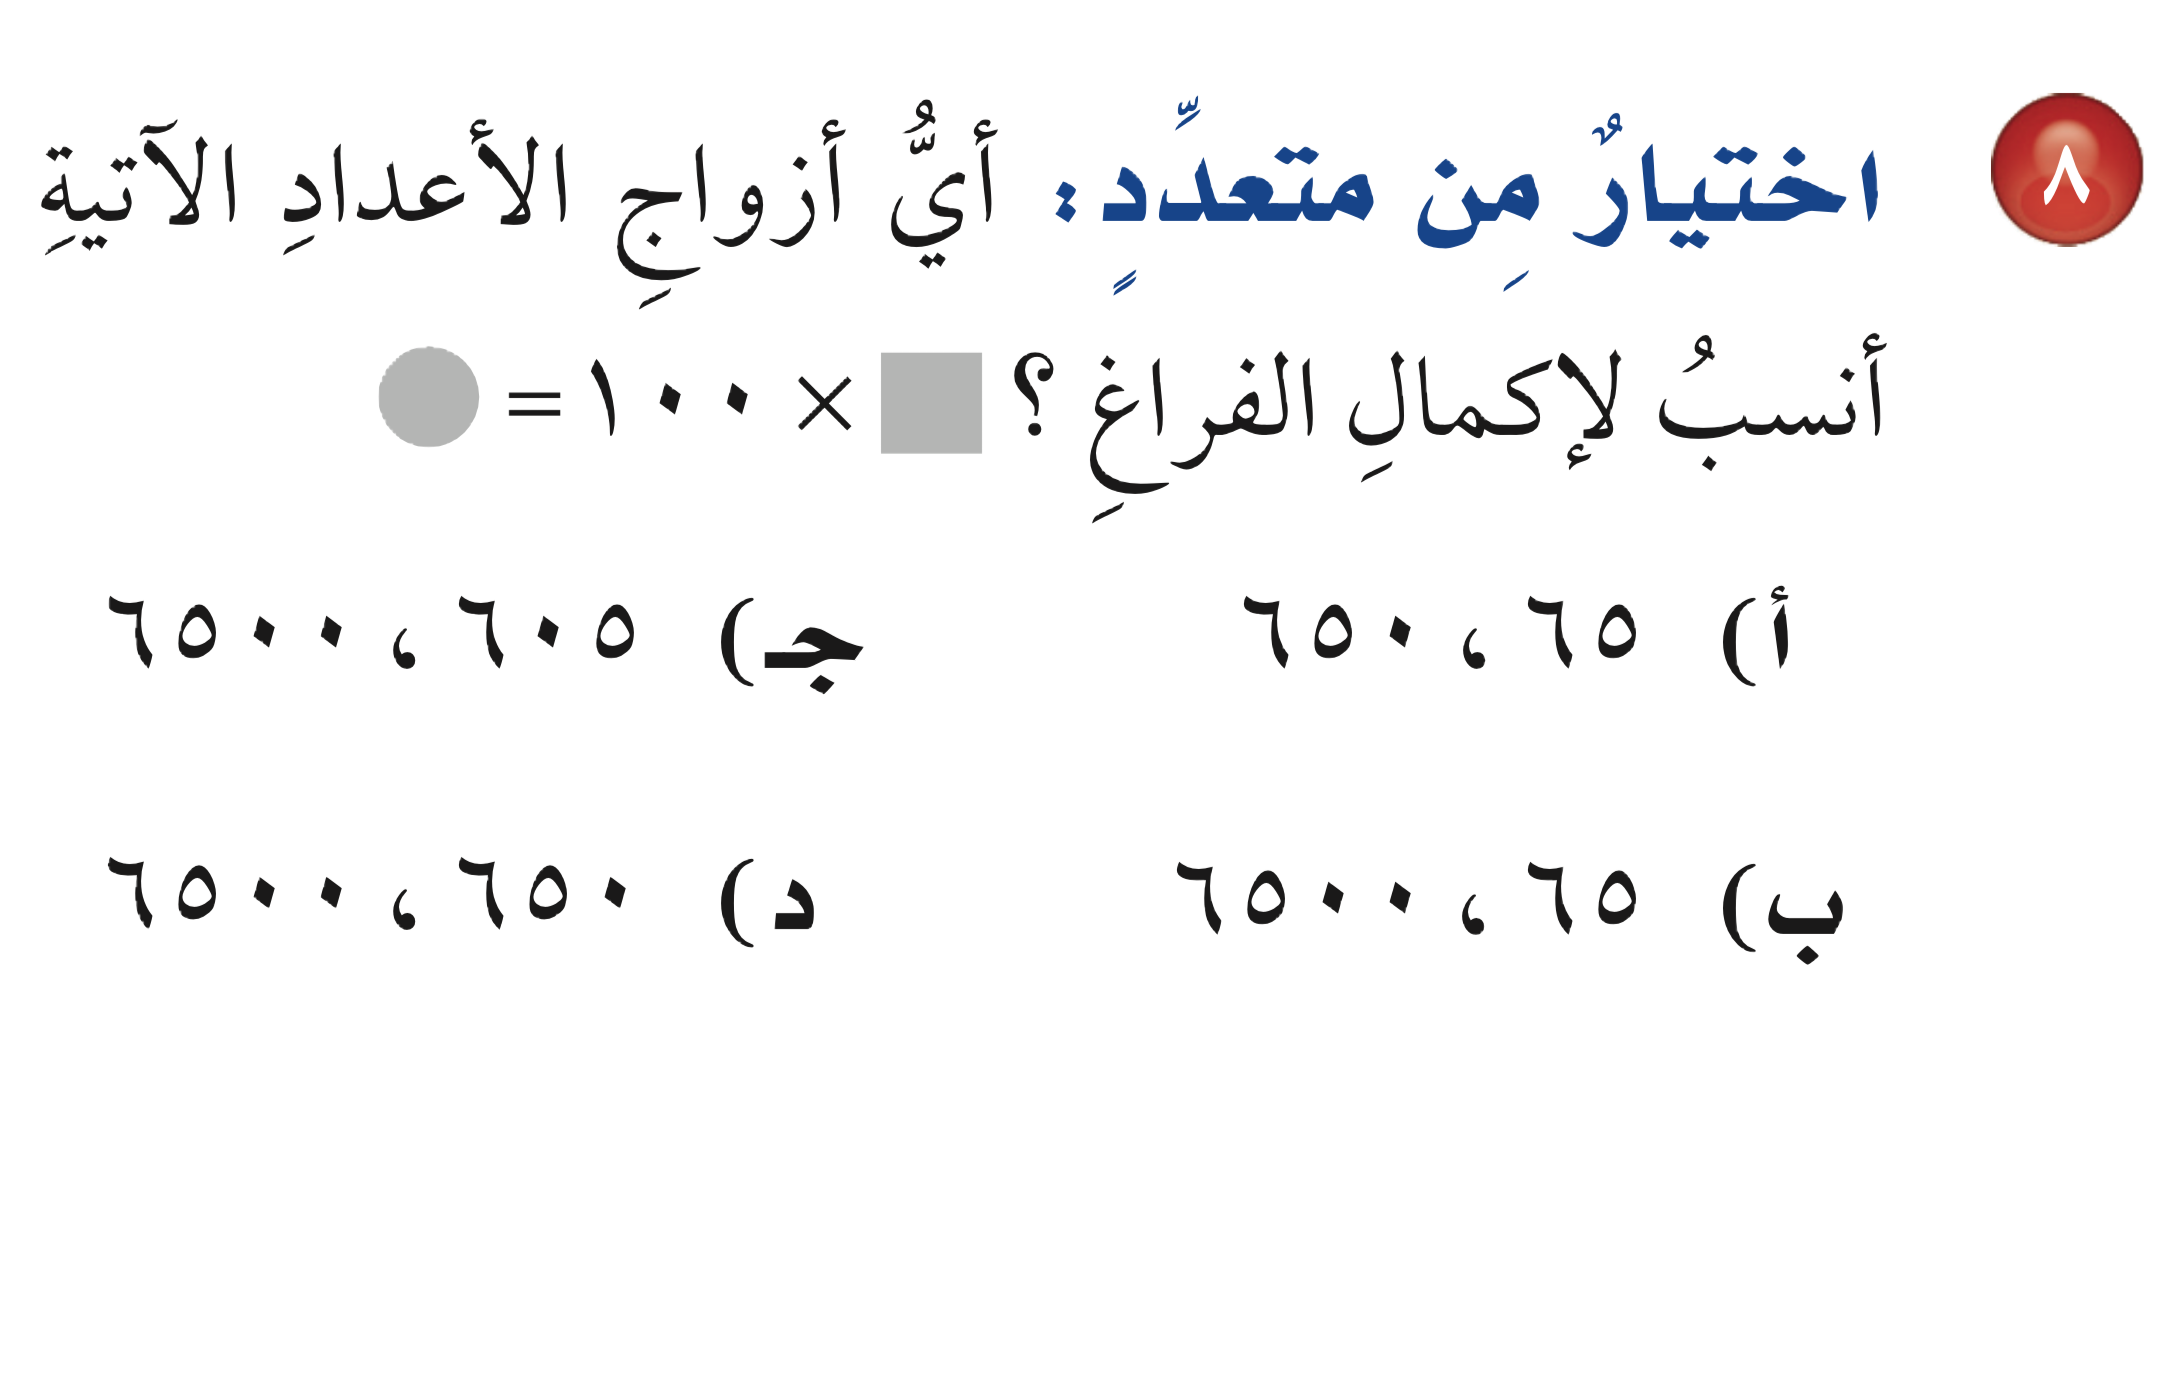 ٨ اختيارٌ مِن متعدِّدٍ: أيُّ أزواجِ الأعدادِ الآتيةِ
أنسبُ لإكمالِ الفراغِ ؟ × ١٠٠ =
أ) ٦٥ ، ٦٥٠ جـ) ٦٠٥ ، ٦٥٠٠
ب) ٦٥ ، ٦٥٠٠ د) ٦٥٠ ، ٦٥٠٠